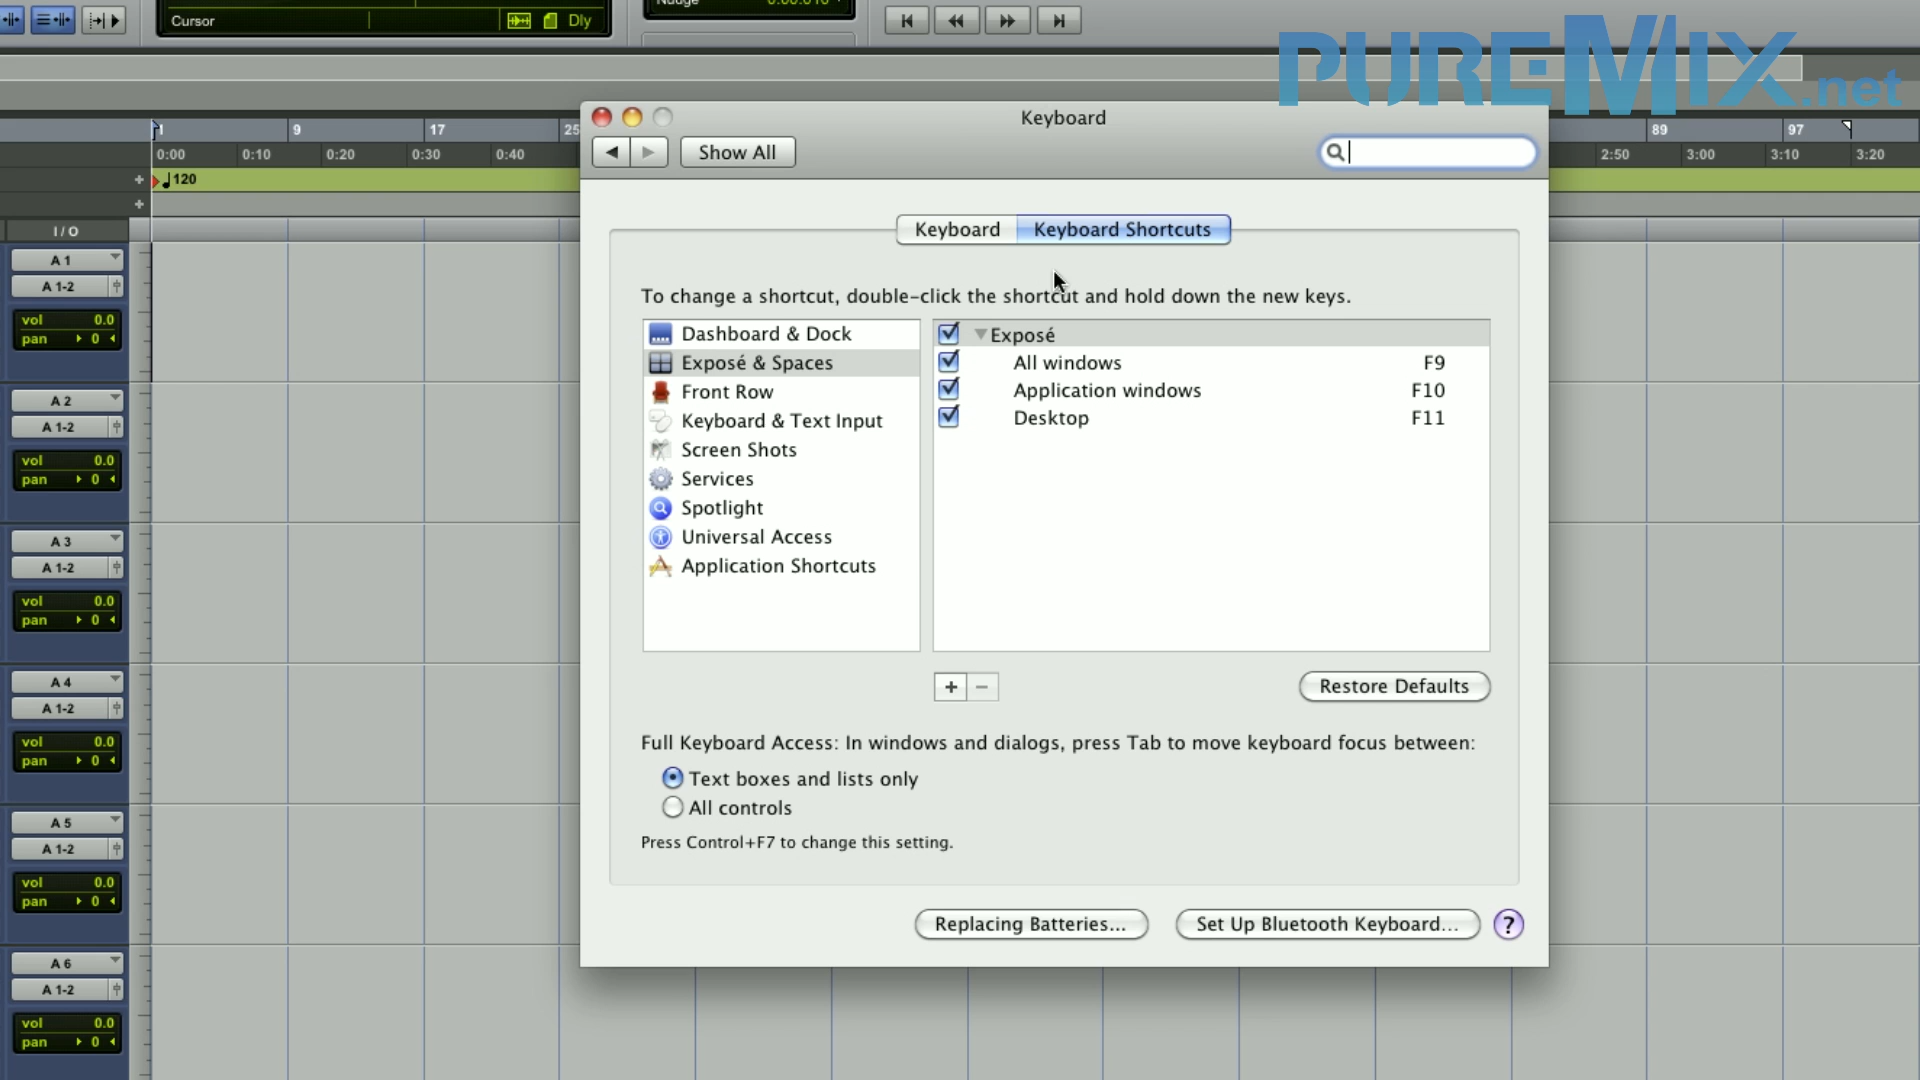 Cursor
Dly
Nudge
PUREMIX.net
1
9
17
25
89
97
0:00
0:10
0:20
0:30
0:40
2:50
3:00
3:10
3:20
120
I / O
Keyboard
Show All
Keyboard
Keyboard Shortcuts
To change a shortcut, double-click the shortcut and hold down the new keys.
Dashboard & Dock
Exposé & Spaces
Front Row
Keyboard & Text Input
Screen Shots
Services
Spotlight
Universal Access
Application Shortcuts
Exposé
All windows F9
Application windows F10
Desktop F11
Restore Defaults
Full Keyboard Access: In windows and dialogs, press Tab to move keyboard focus between:
Text boxes and lists only
All controls
Press Control+F7 to change this setting.
Replacing Batteries...
Set Up Bluetooth Keyboard...
?
A 1
A 1-2
vol 0.0
pan 0
A 2
A 1-2
vol 0.0
pan 0
A 3
A 1-2
vol 0.0
pan 0
A 4
A 1-2
vol 0.0
pan 0
A 5
A 1-2
vol 0.0
pan 0
A 6
A 1-2
vol 0.0
pan 0